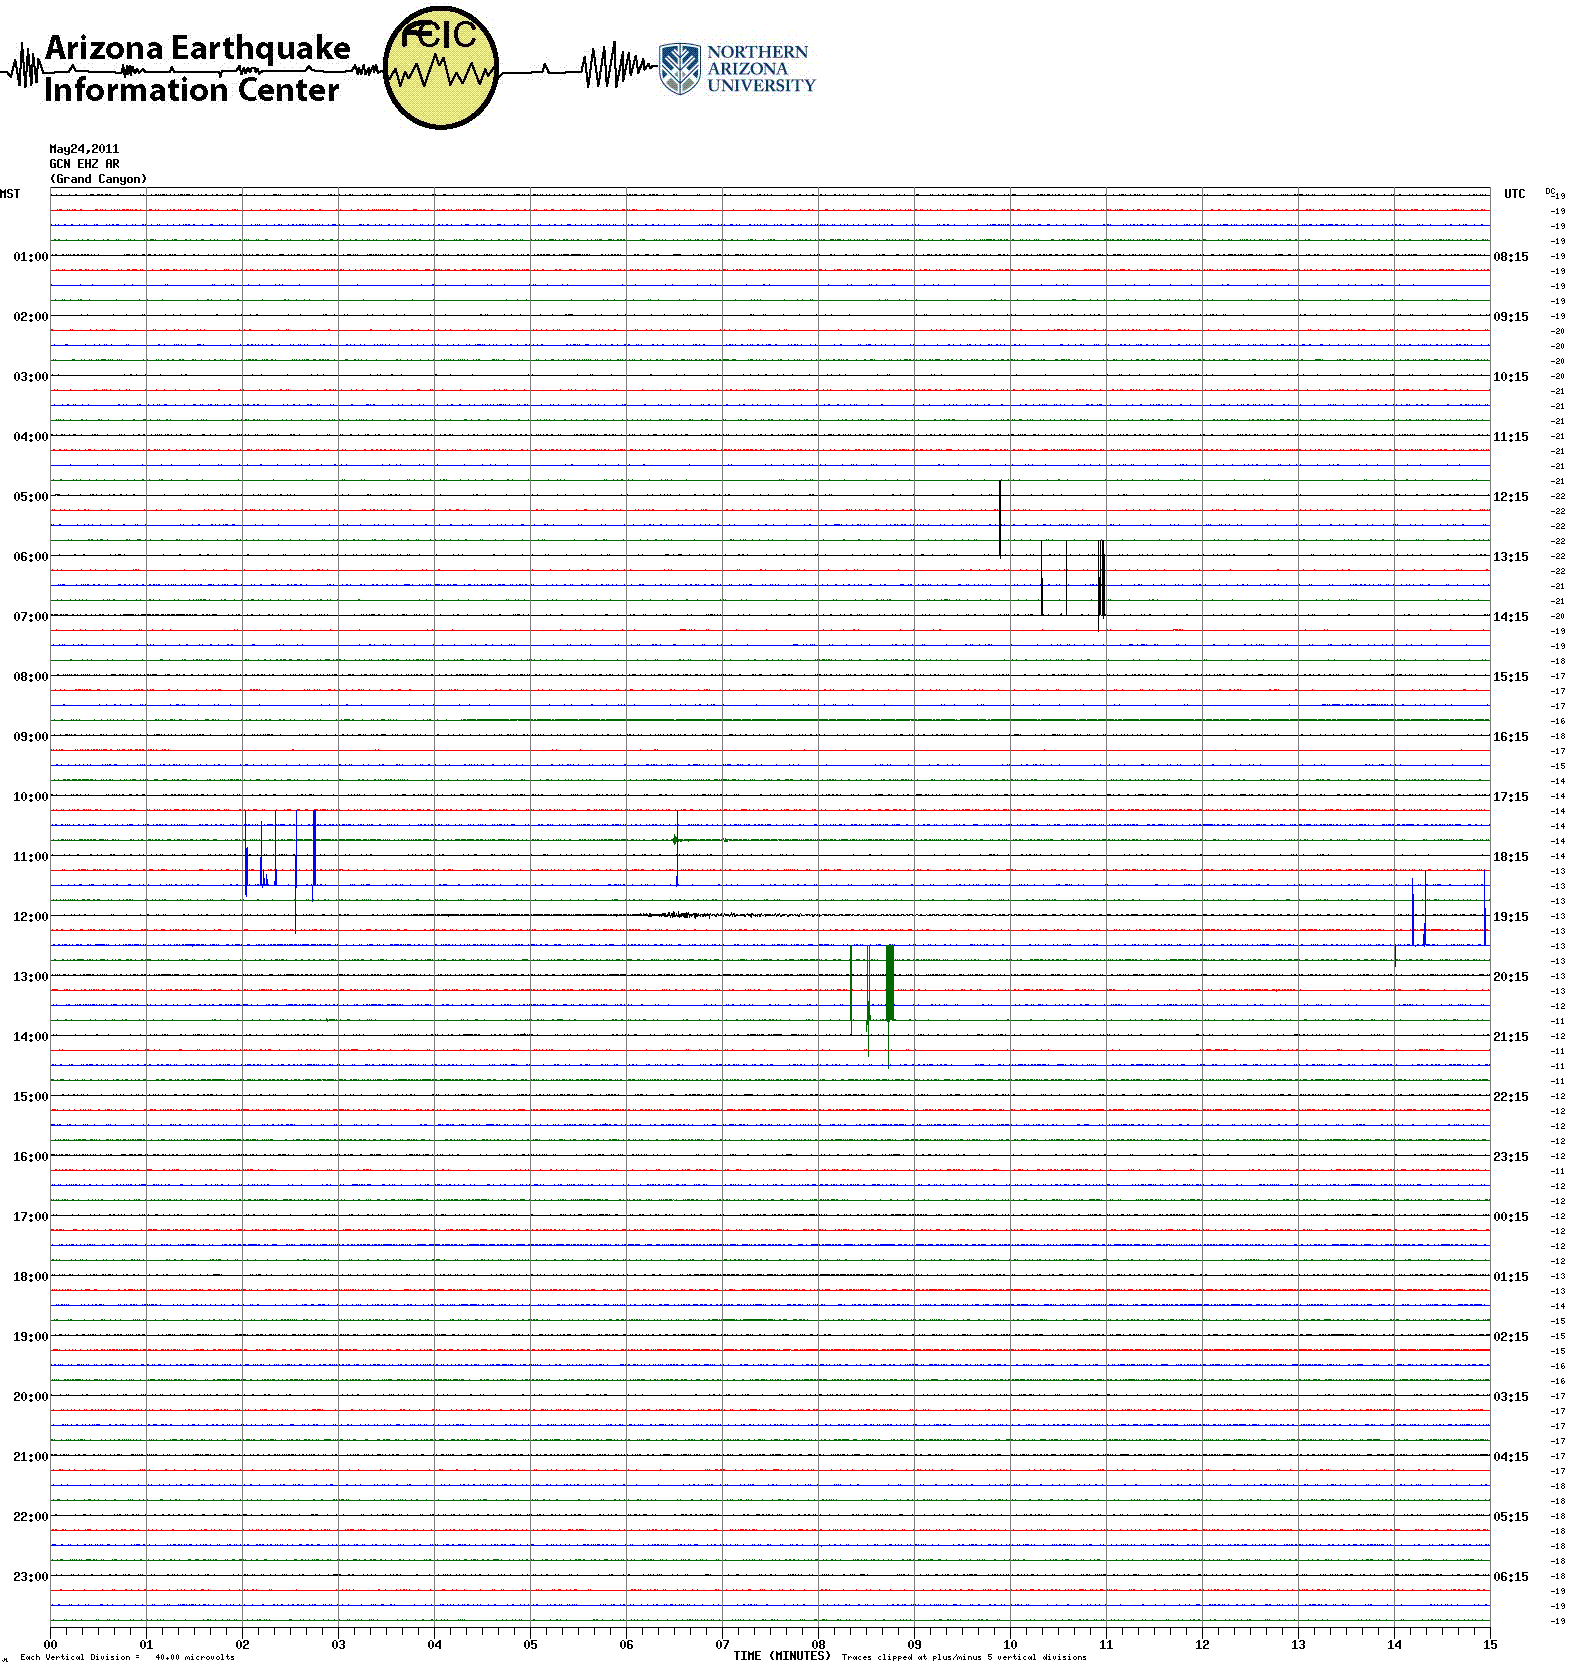 Arizona Earthquake
Information Center
ÆIC
NORTHERN
ARIZONA
UNIVERSITY
May24,2011
GCN EHZ AR
(Grand Canyon)
MST UTC DC
-19
-19
-19
-19
01:00 08:15 -19
-19
-19
-19
02:00 09:15 -19
-20
-20
-20
03:00 10:15 -20
-21
-21
-21
04:00 11:15 -21
-21
-21
-21
05:00 12:15 -22
-22
-22
-22
06:00 13:15 -22
-22
-21
-21
07:00 14:15 -20
-19
-19
-18
08:00 15:15 -17
-17
-17
-16
09:00 16:15 -18
-17
-15
-14
10:00 17:15 -14
-14
-14
-14
11:00 18:15 -14
-13
-13
-13
12:00 19:15 -13
-13
-13
-13
13:00 20:15 -13
-13
-12
-11
14:00 21:15 -12
-11
-11
-11
15:00 22:15 -12
-12
-12
-12
16:00 23:15 -12
-11
-12
-12
17:00 00:15 -12
-12
-12
-12
18:00 01:15 -13
-13
-14
-15
19:00 02:15 -15
-15
-16
-16
20:00 03:15 -17
-17
-17
-17
21:00 04:15 -17
-17
-18
-18
22:00 05:15 -18
-18
-18
-18
23:00 06:15 -18
-19
-19
-19
00 01 02 03 04 05 06 07 08 09 10 11 12 13 14 15
TIME (MINUTES)
Each Vertical Division = 40.00 microvolts
Traces clipped at plus/minus 5 vertical divisions